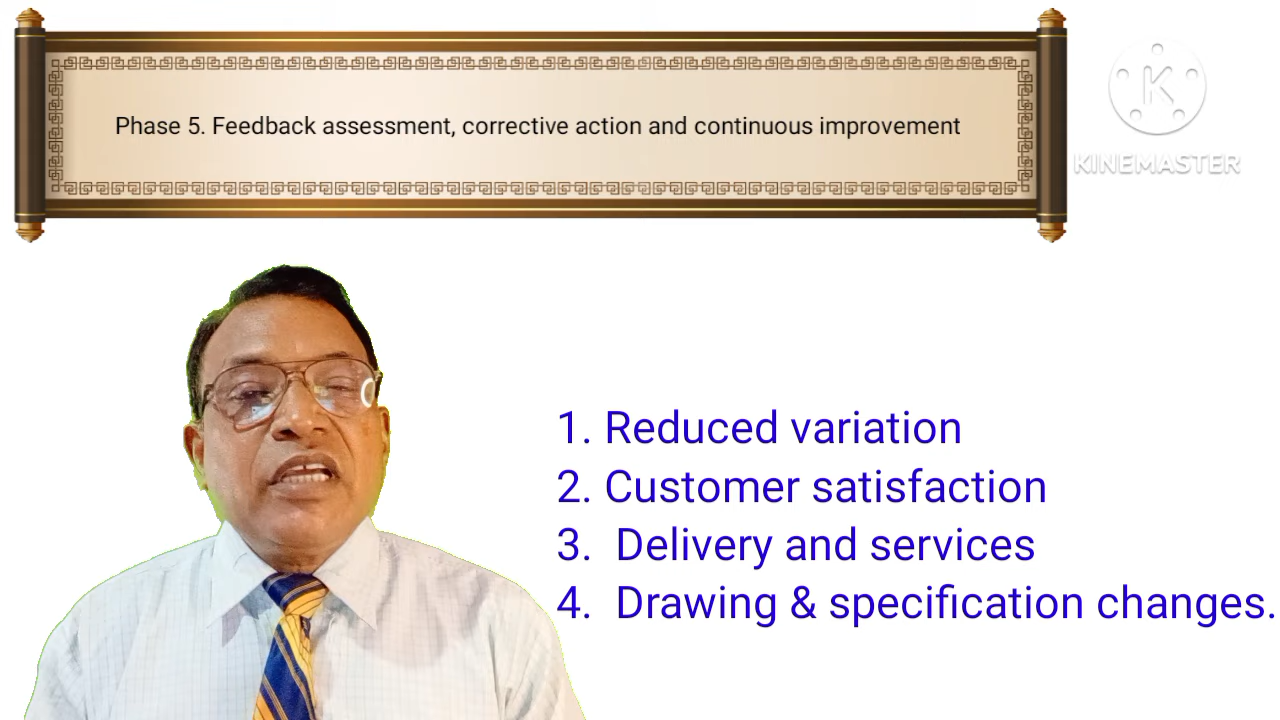 Phase 5. Feedback assessment, corrective action and continuous improvement
K
KINEMASTER
1. Reduced variation
2. Customer satisfaction
3. Delivery and services
4. Drawing & specification changes.